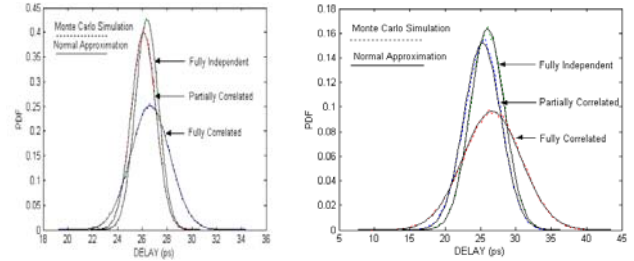 0.45
0.4
0.35
0.3
0.25
0.2
0.15
0.1
0.05
0
PDF
Monte Carlo Simulation
Normal Approximation
Fully Independent
Partially Correlated
Fully Correlated
18 20 22 24 26 28 30 32 34 36
DELAY (ps)
0.18
0.16
0.14
0.12
0.1
0.08
0.06
0.04
0.02
0
PDF
Monte Carlo Simulation
Normal Approximation
Fully Independent
Partially Correlated
Fully Correlated
5 10 15 20 25 30 35 40 45
DELAY (ps)